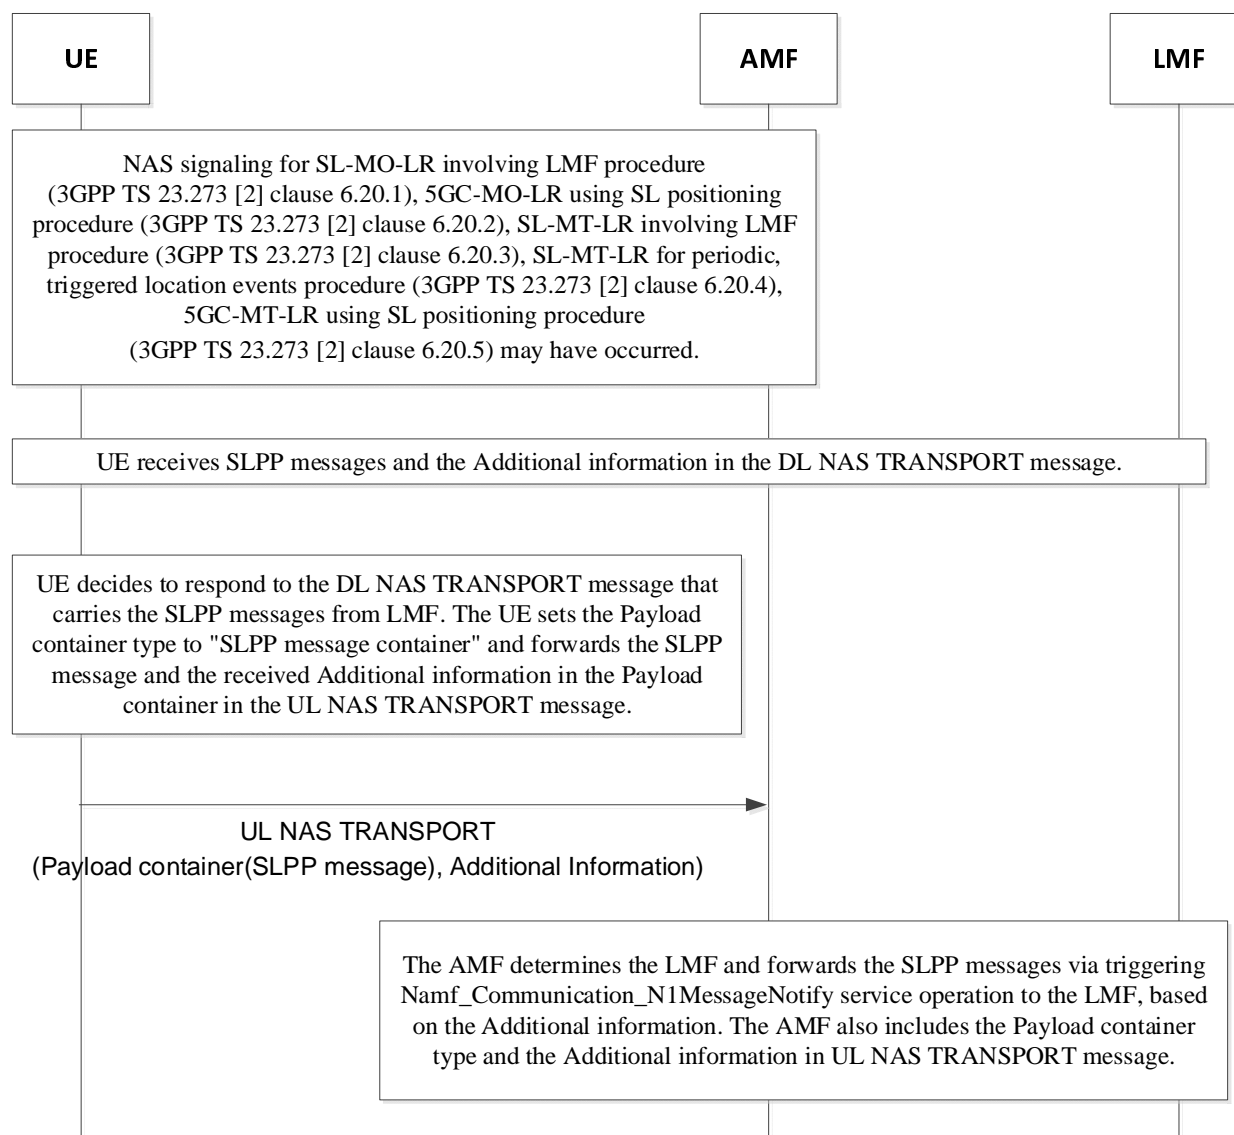 UE
AMF
LMF
NAS signaling for SL-MO-LR involving LMF procedure
(3GPP TS 23.273 [2] clause 6.20.1), 5GC-MO-LR using SL positioning
procedure (3GPP TS 23.273 [2] clause 6.20.2), SL-MT-LR involving LMF
procedure (3GPP TS 23.273 [2] clause 6.20.3), SL-MT-LR for periodic,
triggered location events procedure (3GPP TS 23.273 [2] clause 6.20.4),
5GC-MT-LR using SL positioning procedure
(3GPP TS 23.273 [2] clause 6.20.5) may have occurred.
UE receives SLPP messages and the Additional information in the DL NAS TRANSPORT message.
UE decides to respond to the DL NAS TRANSPORT message that
carries the SLPP messages from LMF. The UE sets the Payload
container type to "SLPP message container" and forwards the SLPP
message and the received Additional information in the Payload
container in the UL NAS TRANSPORT message.
UL NAS TRANSPORT
(Payload container(SLPP message), Additional Information)
The AMF determines the LMF and forwards the SLPP messages via triggering
Namf_Communication_N1MessageNotify service operation to the LMF, based
on the Additional information. The AMF also includes the Payload container
type and the Additional information in UL NAS TRANSPORT message.